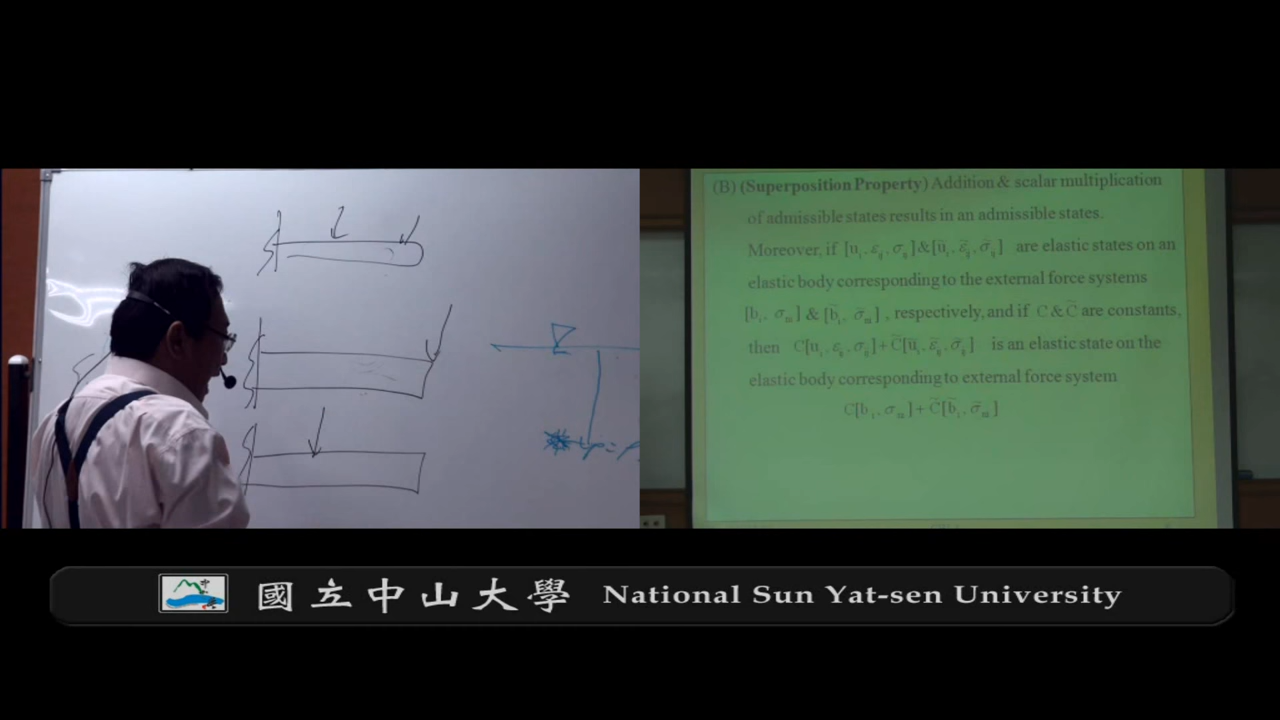 (B) (Superposition Property) Addition & scalar multiplication
of admissible states results in an admissible states.
Moreover, if [uᵢ, εᵢⱼ, σᵢⱼ] & [ũᵢ, ε̃ᵢⱼ, σ̃ᵢⱼ] are elastic states on an
elastic body corresponding to the external force systems
[bᵢ, σₙᵢ] & [b̃ᵢ, σ̃ₙᵢ], respectively, and if C & C̃ are constants,
then C[uᵢ, εᵢⱼ, σᵢⱼ] + C̃[ũᵢ, ε̃ᵢⱼ, σ̃ᵢⱼ] is an elastic state on the
elastic body corresponding to external force system
C[bᵢ, σₙᵢ] + C̃[b̃ᵢ, σ̃ₙᵢ]
國立中山大學 National Sun Yat-sen University